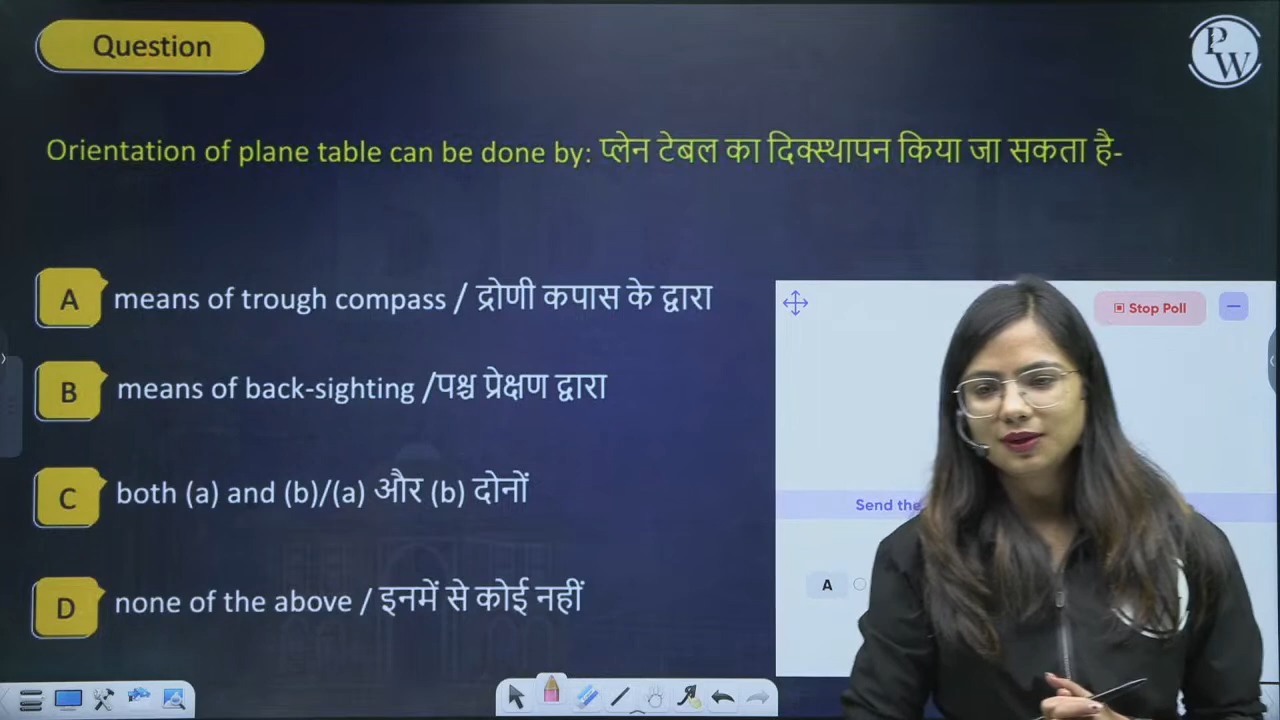 Question
PW
Orientation of plane table can be done by: प्लेन टेबल का दिक्स्थापन किया जा सकता है-
A means of trough compass / द्रोणी कपास के द्वारा
B means of back-sighting /पश्च प्रेक्षण द्वारा
C both (a) and (b)/(a) और (b) दोनों
D none of the above / इनमें से कोई नहीं
Stop Poll
Send the
A